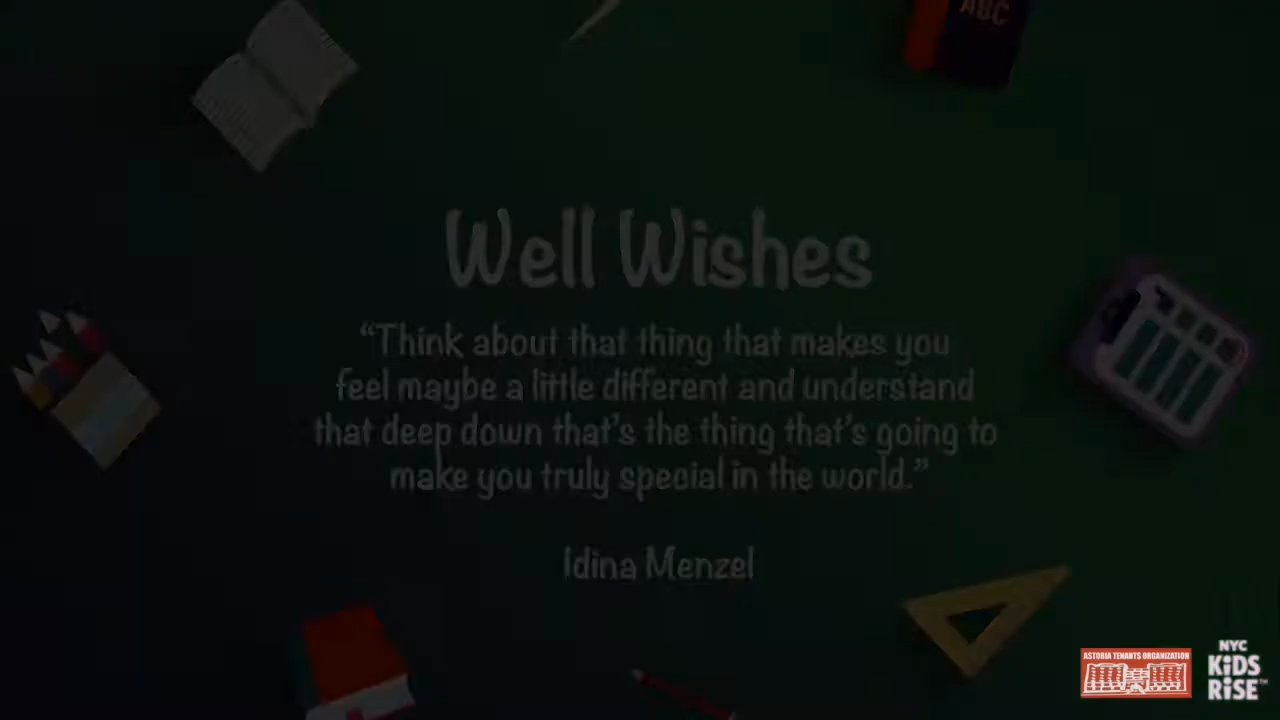 ABC
Well Wishes
“Think about that thing that makes you
feel maybe a little different and understand
that deep down that’s the thing that’s going to
make you truly special in the world.”
Idina Menzel
ASTORIA TENANTS ORGANIZATION
NYC
KiDS
RiSE™